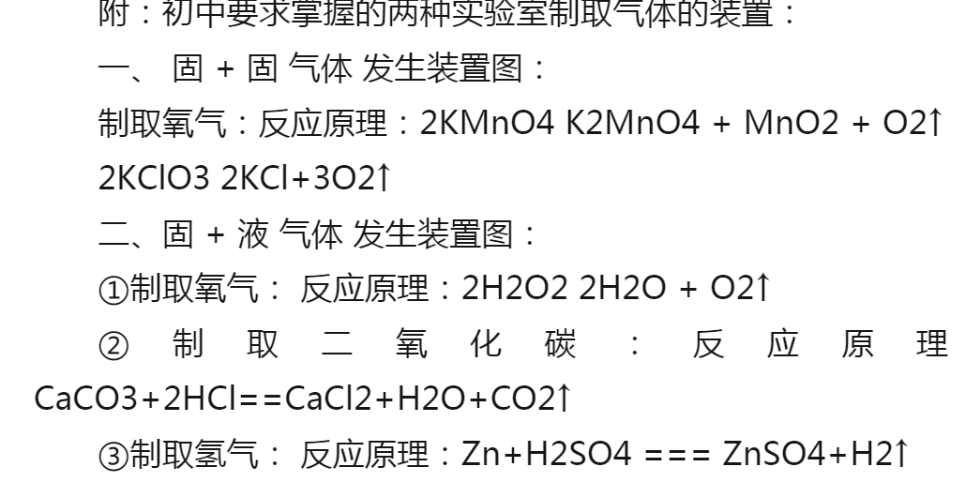 附：初中要求掌握的两种实验室制取气体的装置：
一、 固 + 固 气体 发生装置图：
制取氧气：反应原理：2KMnO4 K2MnO4 + MnO2 + O2↑
2KClO3 2KCl+3O2↑
二、固 + 液 气体 发生装置图：
①制取氧气： 反应原理：2H2O2 2H2O + O2↑
② 制 取 二 氧 化 碳 ： 反 应 原 理
CaCO3+2HCl==CaCl2+H2O+CO2↑
③制取氢气： 反应原理：Zn+H2SO4 === ZnSO4+H2↑